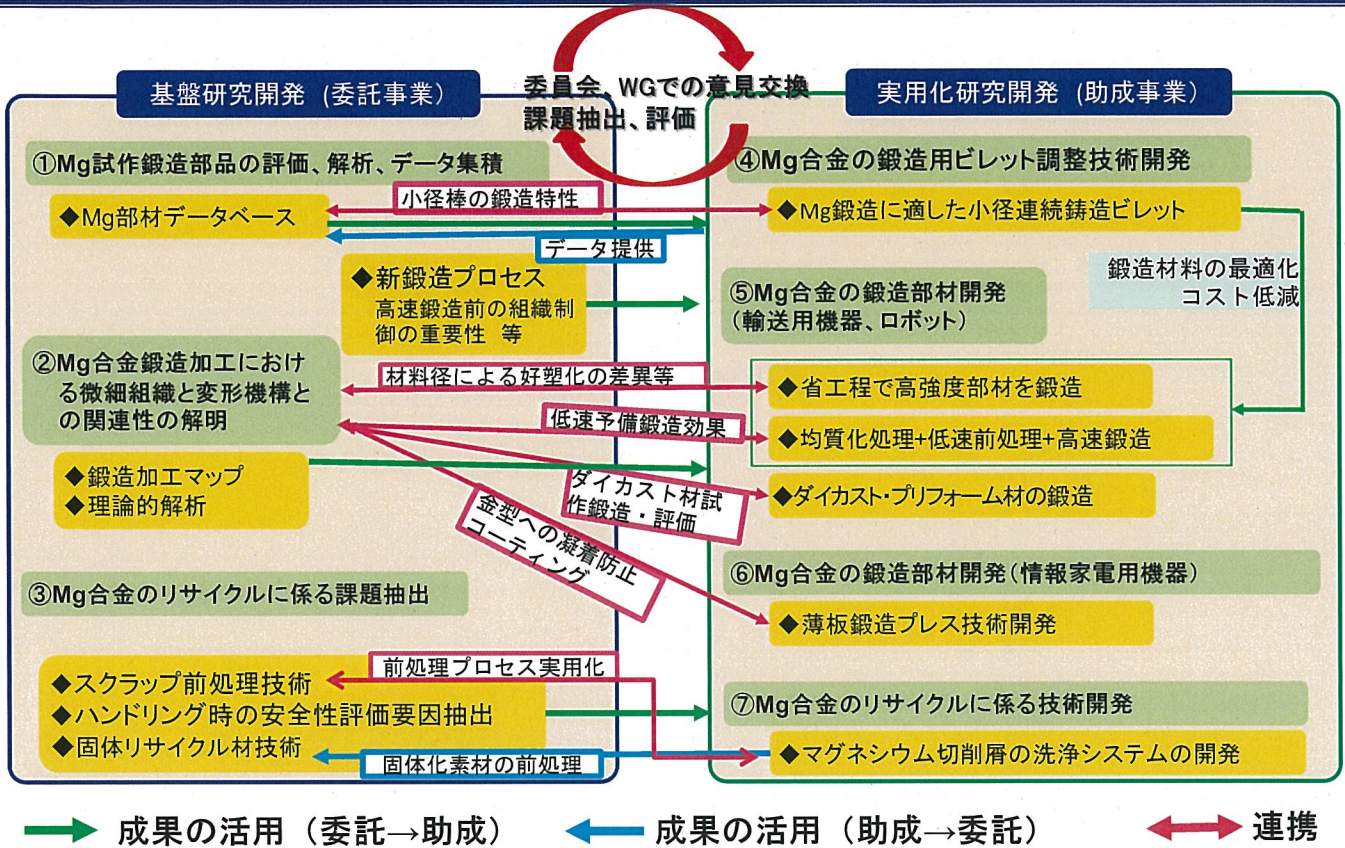 委員会、WGでの意見交換
課題抽出、評価
基盤研究開発 (委託事業)
①Mg試作鍛造部品の評価、解析、データ集積
◆Mg部材データベース
◆新鍛造プロセス
高速鍛造前の組織制
御の重要性 等
②Mg合金鍛造加工におけ
る微細組織と変形機構と
の関連性の解明
◆鍛造加工マップ
◆理論的解析
③Mg合金のリサイクルに係る課題抽出
◆スクラップ前処理技術
◆ハンドリング時の安全性評価要因抽出
◆固体リサイクル材技術
小径棒の鍛造特性
データ提供
材料径による好塑化の差異等
低速予備鍛造効果
ダイカスト材試
作鍛造・評価
金型への凝着防止
コーティング
前処理プロセス実用化
固体化素材の前処理
実用化研究開発 (助成事業)
④Mg合金の鍛造用ビレット調整技術開発
◆Mg鍛造に適した小径連続鋳造ビレット
鍛造材料の最適化
コスト低減
⑤Mg合金の鍛造部材開発
(輸送用機器、ロボット)
◆省工程で高強度部材を鍛造
◆均質化処理+低速前処理+高速鍛造
◆ダイカスト・プリフォーム材の鍛造
⑥Mg合金の鍛造部材開発(情報家電用機器)
◆薄板鍛造プレス技術開発
⑦Mg合金のリサイクルに係る技術開発
◆マグネシウム切削屑の洗浄システムの開発
成果の活用 (委託→助成)
成果の活用 (助成→委託)
連携